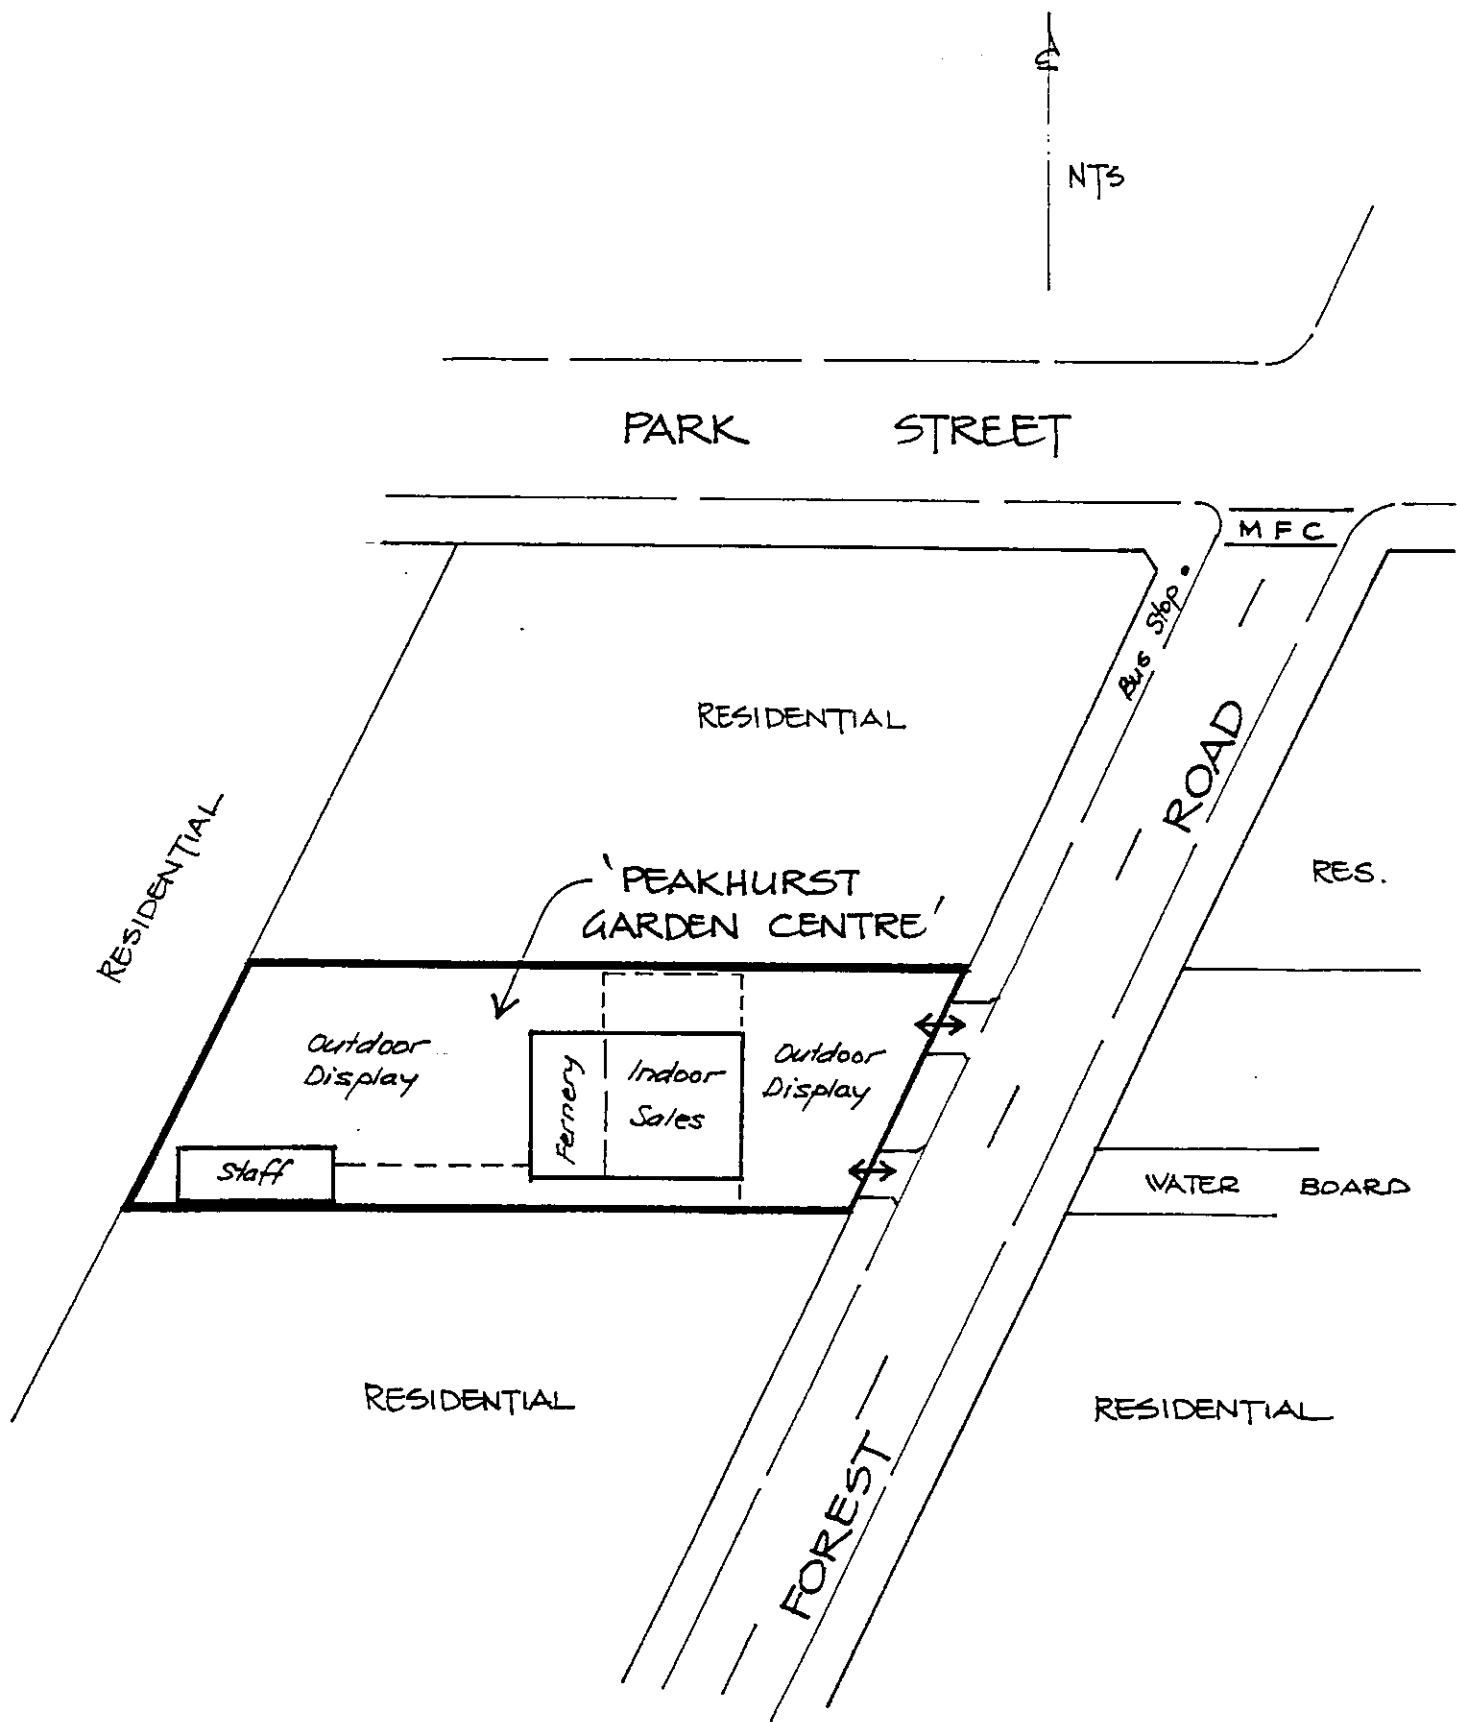 NTS
PARK STREET
M F C
Bus Stop
RESIDENTIAL
ROAD
RESIDENTIAL
'PEAKHURST
GARDEN CENTRE'
RES.
Outdoor
Display
Fernery
Indoor
Sales
Outdoor
Display
Staff
WATER BOARD
RESIDENTIAL
RESIDENTIAL
FOREST